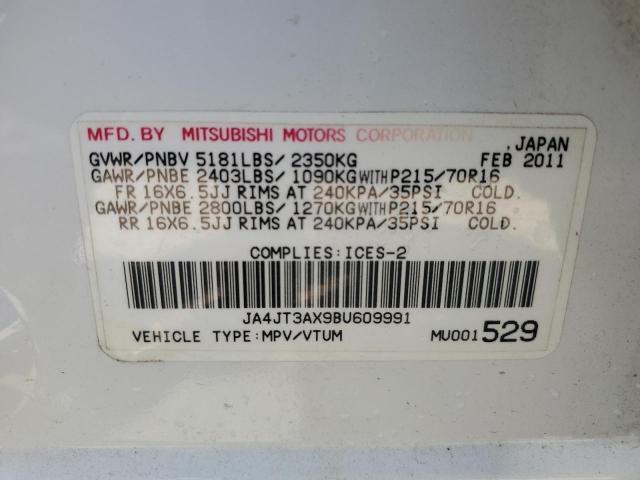 MFD. BY MITSUBISHI MOTORS CORPORATION, JAPAN
GVWR/PNBV 5181LBS/2350KG FEB 2011
GAWR/PNBE 2403LBS/1090KG WITH P215/70R16
FR 16X6.5JJ RIMS AT 240KPA/35PSI COLD.
GAWR/PNBE 2800LBS/1270KG WITH P215/70R16
RR 16X6.5JJ RIMS AT 240KPA/35PSI COLD.
COMPLIES:ICES-2
JA4JT3AX9BU609991
VEHICLE TYPE:MPV/VTUM MU001529